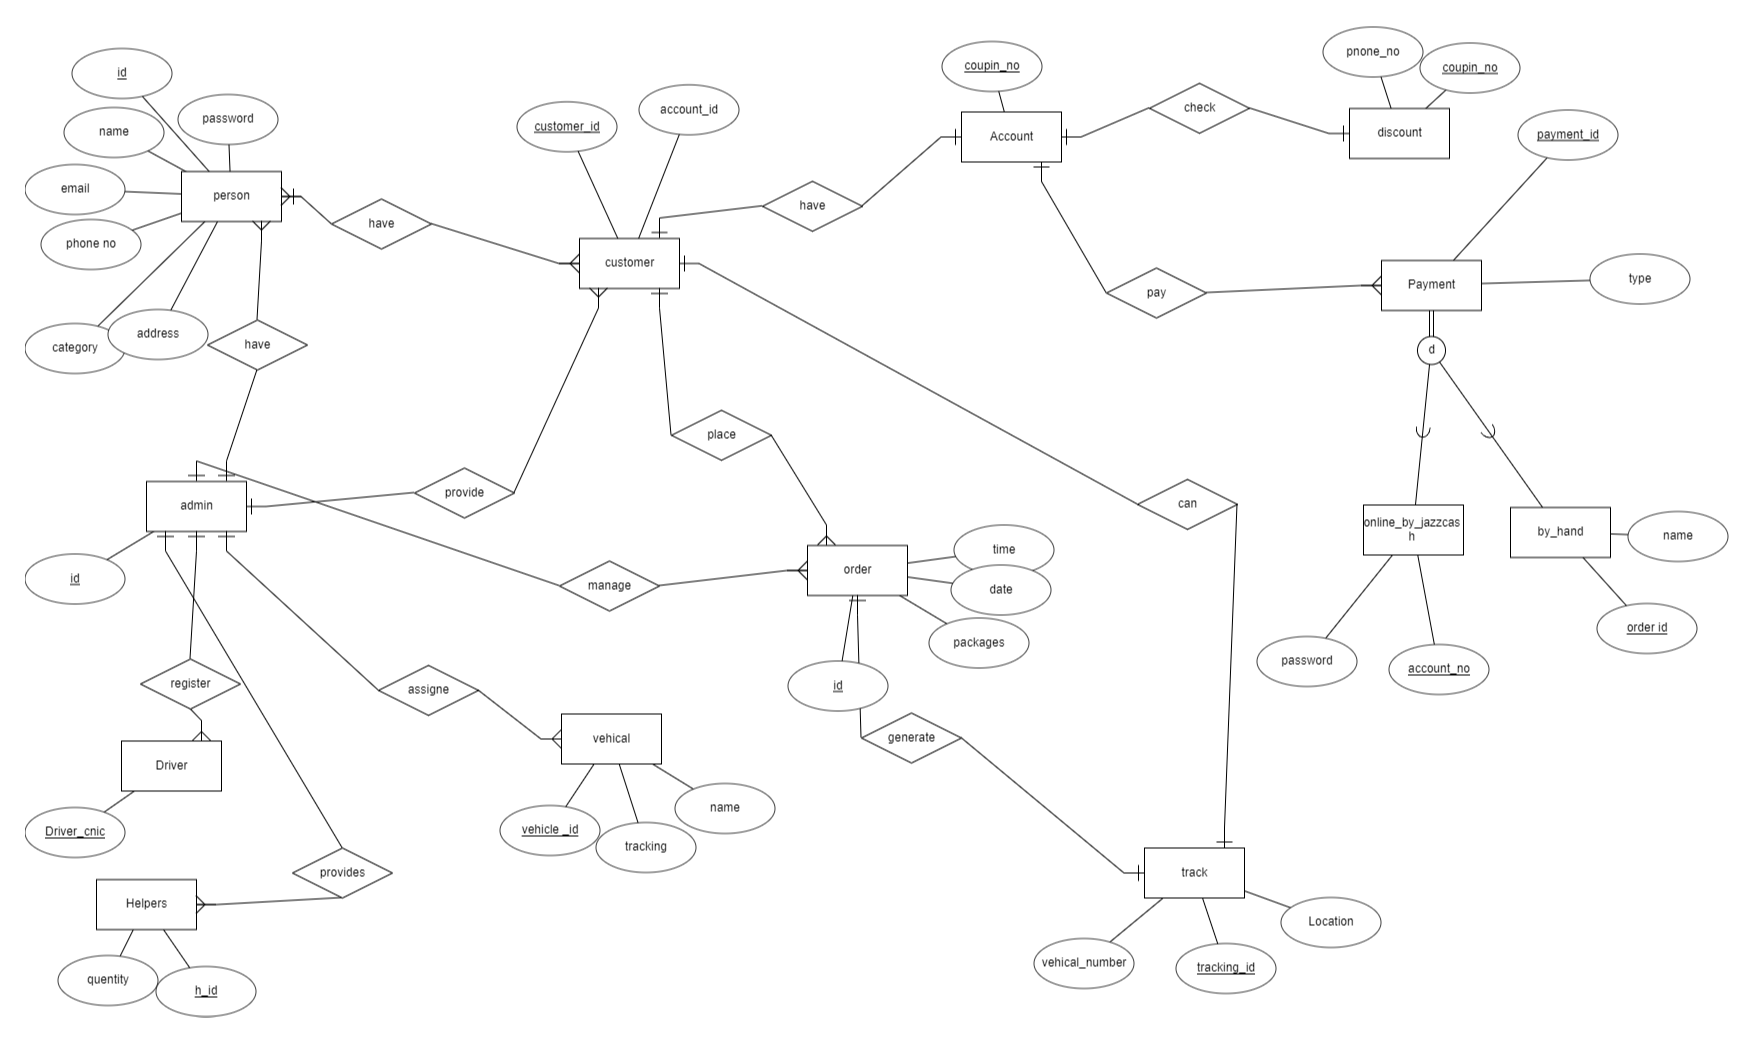 id
name
password
email
phone no
category
address
person
have
have
customer_id
account_id
customer
have
coupin_no
Account
check
pnone_no
coupin_no
discount
payment_id
pay
Payment
type
d
online_by_jazzcas
h
by_hand
name
order id
password
account_no
admin
id
provide
place
can
manage
order
time
date
packages
id
register
Driver
Driver_cnic
assigne
vehical
vehicle _id
tracking
name
generate
provides
Helpers
quentity
h_id
track
vehical_number
tracking_id
Location